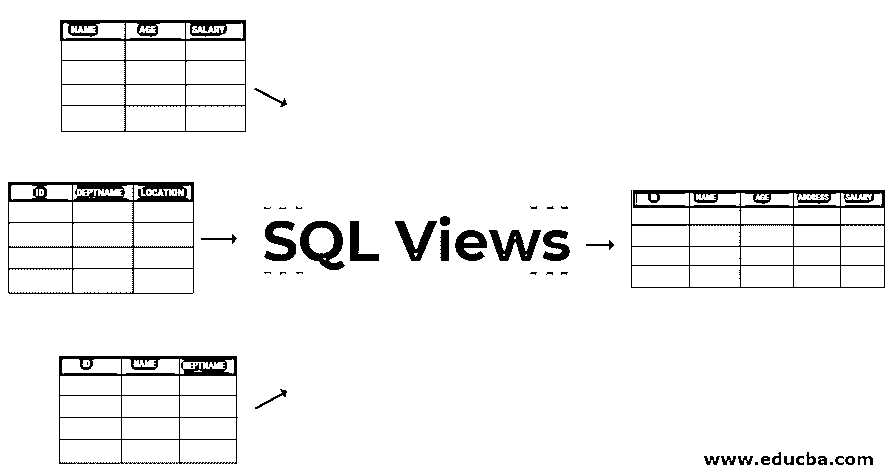 NAME AGE SALARY
ID DEPTNAME LOCATION
SQL Views
ID NAME AGE ADDRESS SALARY
ID NAME DEPTNAME
www.educba.com